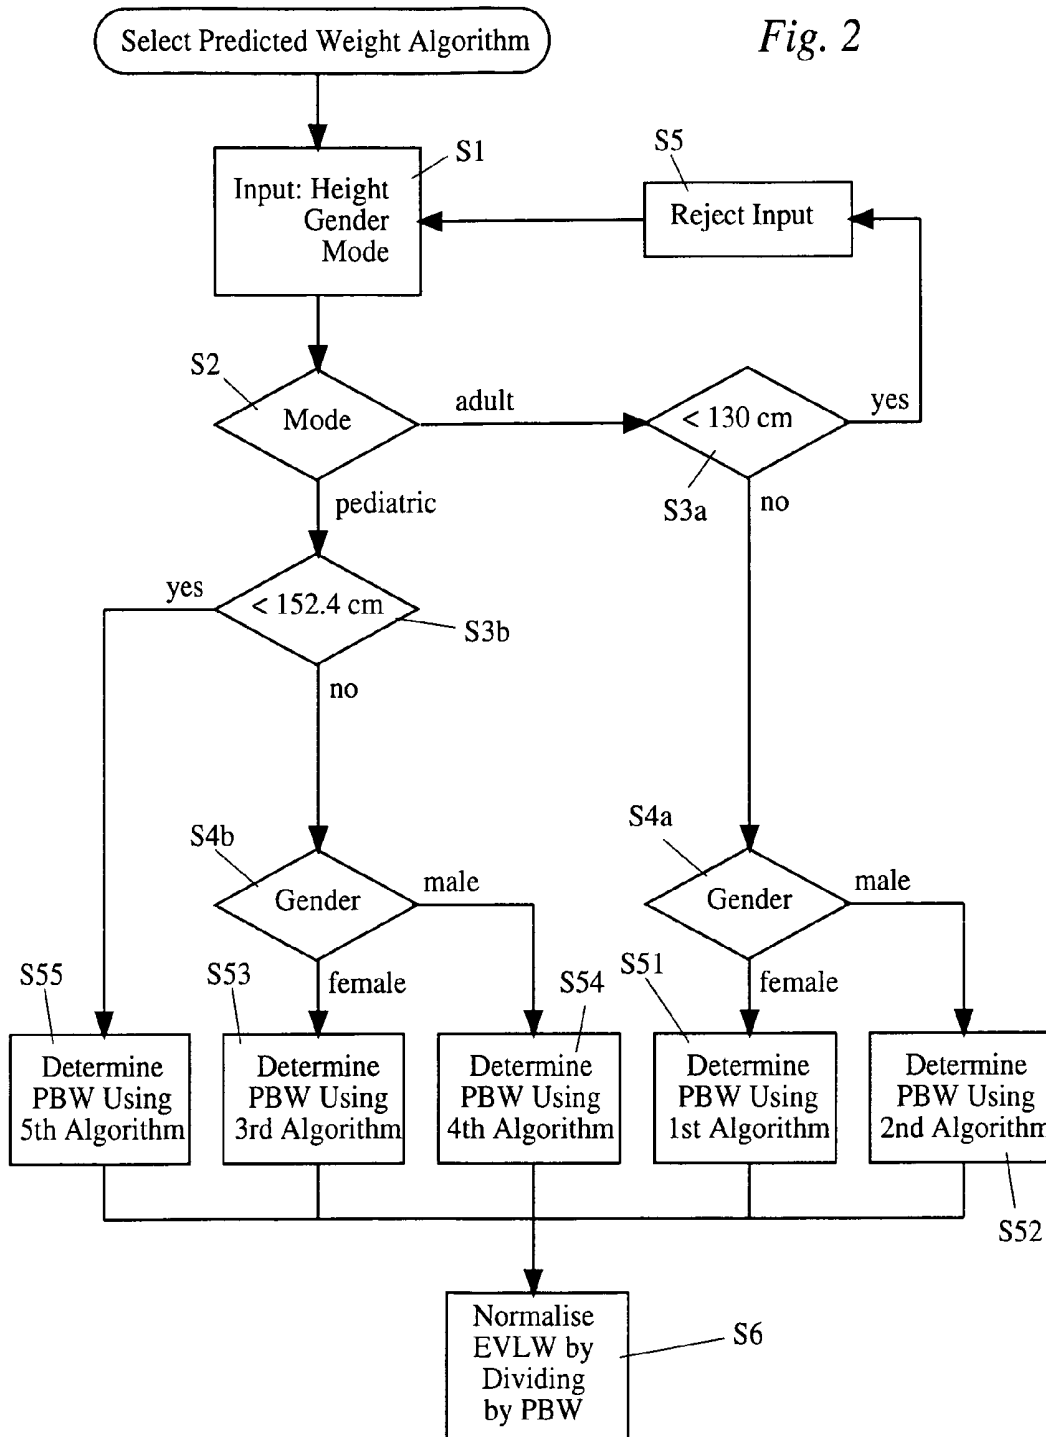 Select Predicted Weight Algorithm
Fig. 2
S1
Input: Height
Gender
Mode
S5
Reject Input
S2
Mode
adult
< 130 cm
yes
S3a
no
pediatric
yes
< 152.4 cm
S3b
no
S4b
Gender
male
S4a
Gender
male
S55
S53
female
S54
S51
female
Determine
PBW Using
5th Algorithm
Determine
PBW Using
3rd Algorithm
Determine
PBW Using
4th Algorithm
Determine
PBW Using
1st Algorithm
Determine
PBW Using
2nd Algorithm
S52
Normalise
EVLW by
Dividing
by PBW
S6